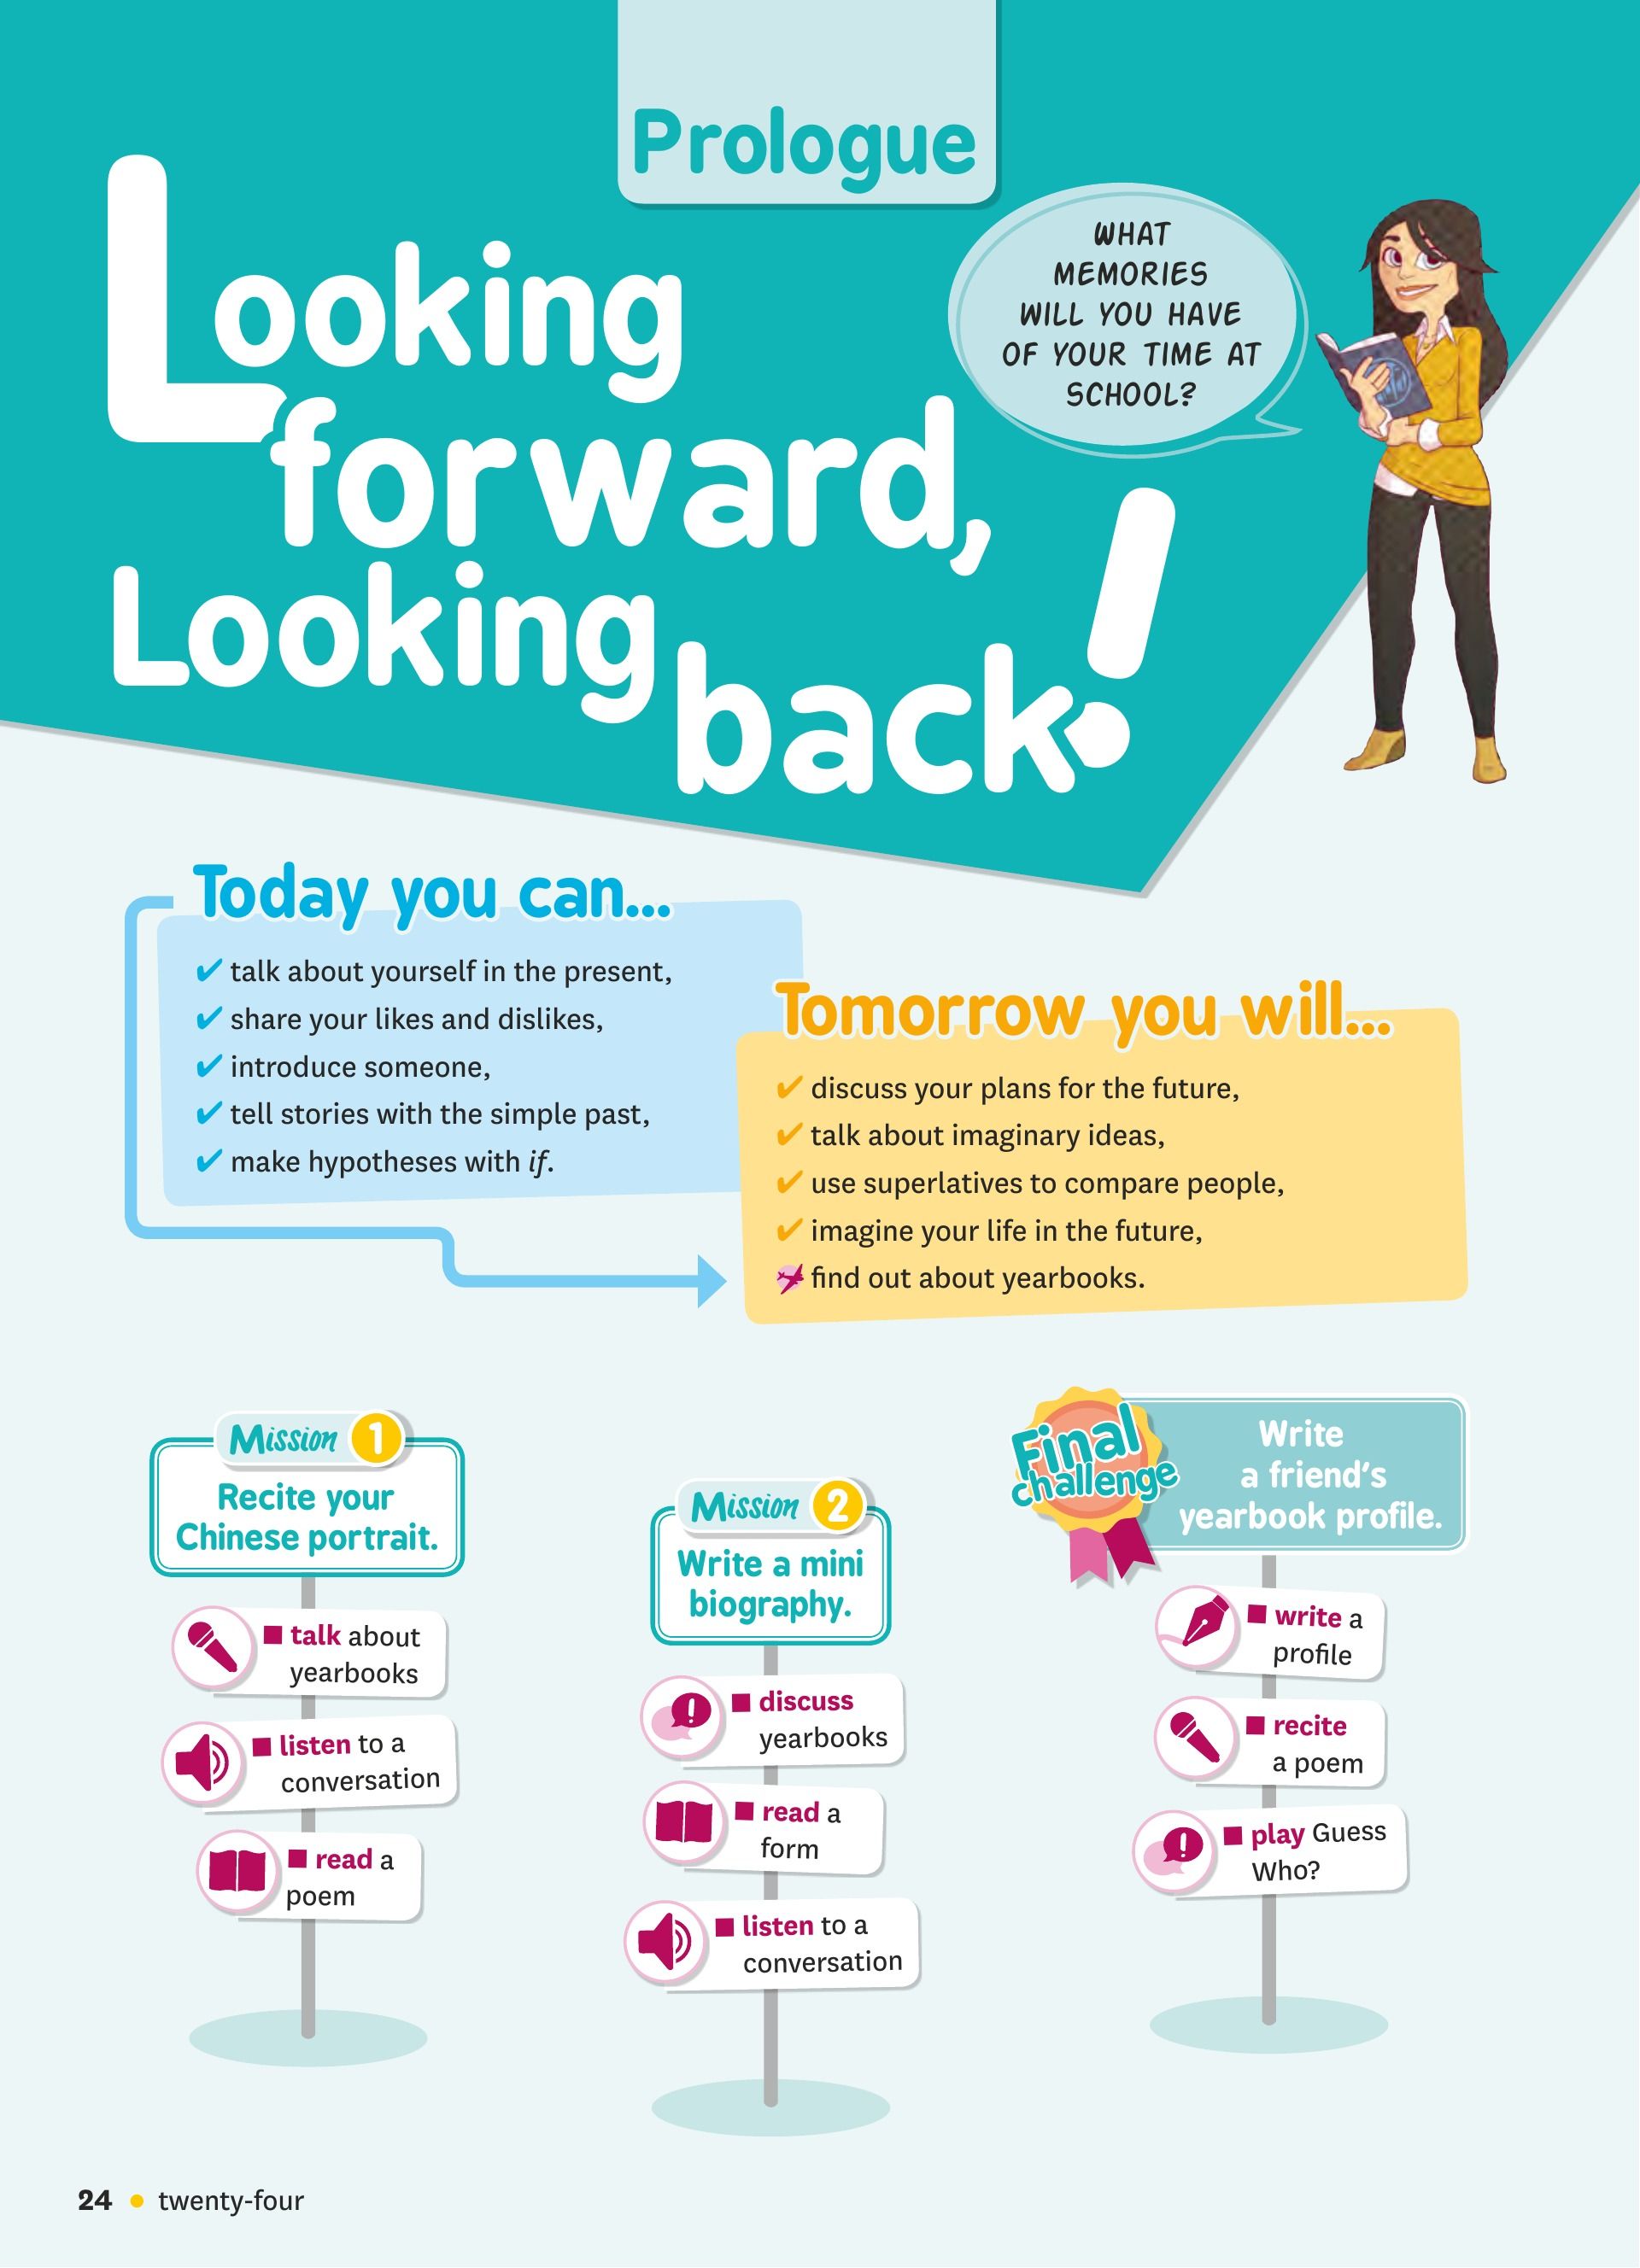 Prologue
Looking
forward,
Looking
back!
WHAT
MEMORIES
WILL YOU HAVE
OF YOUR TIME AT
SCHOOL?
Today you can...
✔ talk about yourself in the present,
✔ share your likes and dislikes,
✔ introduce someone,
✔ tell stories with the simple past,
✔ make hypotheses with if.
Tomorrow you will...
✔ discuss your plans for the future,
✔ talk about imaginary ideas,
✔ use superlatives to compare people,
✔ imagine your life in the future,
find out about yearbooks.
Mission 1
Recite your
Chinese portrait.
■ talk about
yearbooks
■ listen to a
conversation
■ read a
poem
Mission 2
Write a mini
biography.
■ discuss
yearbooks
■ read a
form
■ listen to a
conversation
Final
challenge
Write
a friend's
yearbook profile.
■ write a
profile
■ recite
a poem
■ play Guess
Who?
24 • twenty-four